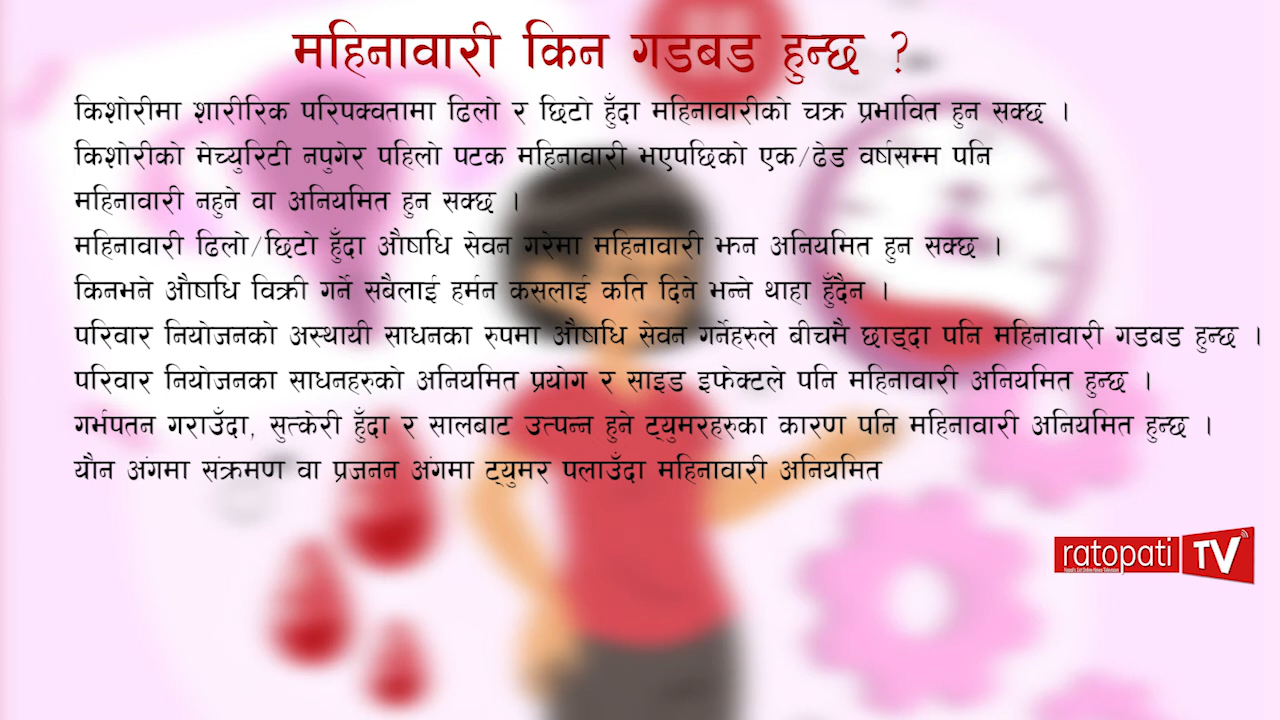 महिनावारी किन गडबड हुन्छ ?
किशोरीमा शारीरिक परिपक्वतामा ढिलो र छिटो हुँदा महिनावारीको चक्र प्रभावित हुन सक्छ ।
किशोरीको मेच्युरिटी नपुगेर पहिलो पटक महिनावारी भएपछिको एक/ढेड वर्षसम्म पनि
महिनावारी नहुने वा अनियमित हुन सक्छ ।
महिनावारी ढिलो/छिटो हुँदा औषधि सेवन गरेमा महिनावारी झन अनियमित हुन सक्छ ।
किनभने औषधि विक्री गर्ने सबैलाई हर्मन कसलाई कति दिने भन्ने थाहा हुँदैन ।
परिवार नियोजनको अस्थायी साधनका रुपमा औषधि सेवन गर्नेहरुले बीचमै छाड्दा पनि महिनावारी गडबड हुन्छ ।
परिवार नियोजनका साधनहरुको अनियमित प्रयोग र साइड इफेक्टले पनि महिनावारी अनियमित हुन्छ ।
गर्भपतन गराउँदा, सुत्केरी हुँदा र सालबाट उत्पन्न हुने ट्युमरहरुका कारण पनि महिनावारी अनियमित हुन्छ ।
यौन अंगमा संक्रमण वा प्रजनन अंगमा ट्युमर पलाउँदा महिनावारी अनियमित
ratopati TV